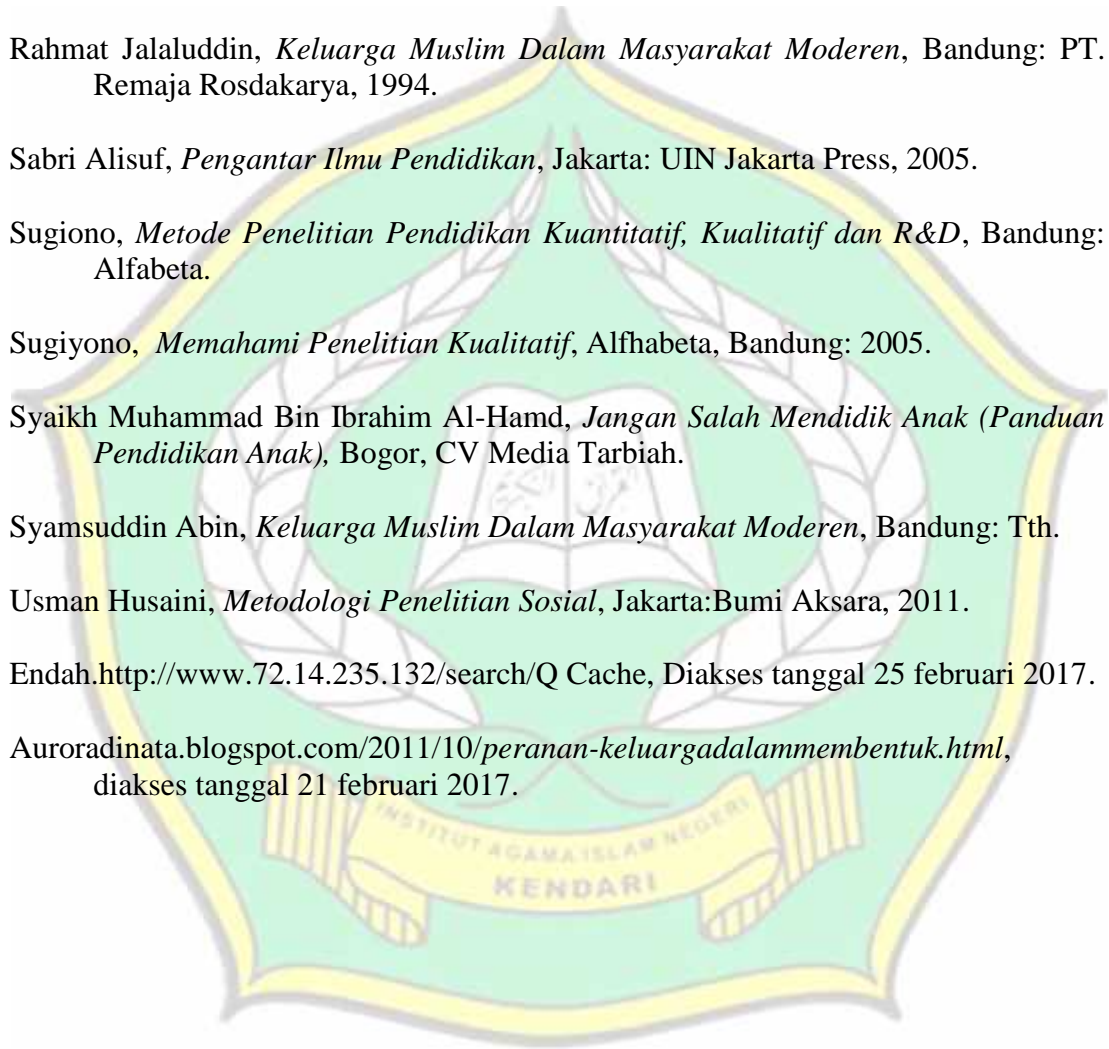 Rahmat Jalaluddin, Keluarga Muslim Dalam Masyarakat Moderen, Bandung: PT.
Remaja Rosdakarya, 1994.
Sabri Alisuf, Pengantar Ilmu Pendidikan, Jakarta: UIN Jakarta Press, 2005.
Sugiono, Metode Penelitian Pendidikan Kuantitatif, Kualitatif dan R&D, Bandung:
Alfabeta.
Sugiyono, Memahami Penelitian Kualitatif, Alfhabeta, Bandung: 2005.
Syaikh Muhammad Bin Ibrahim Al-Hamd, Jangan Salah Mendidik Anak (Panduan
Pendidikan Anak), Bogor, CV Media Tarbiah.
Syamsuddin Abin, Keluarga Muslim Dalam Masyarakat Moderen, Bandung: Tth.
Usman Husaini, Metodologi Penelitian Sosial, Jakarta:Bumi Aksara, 2011.
Endah.http://www.72.14.235.132/search/Q Cache, Diakses tanggal 25 februari 2017.
Auroradinata.blogspot.com/2011/10/peranan-keluargadalammembentuk.html,
diakses tanggal 21 februari 2017.
INSTITUT AGAMA ISLAM NEGERI
KENDARI